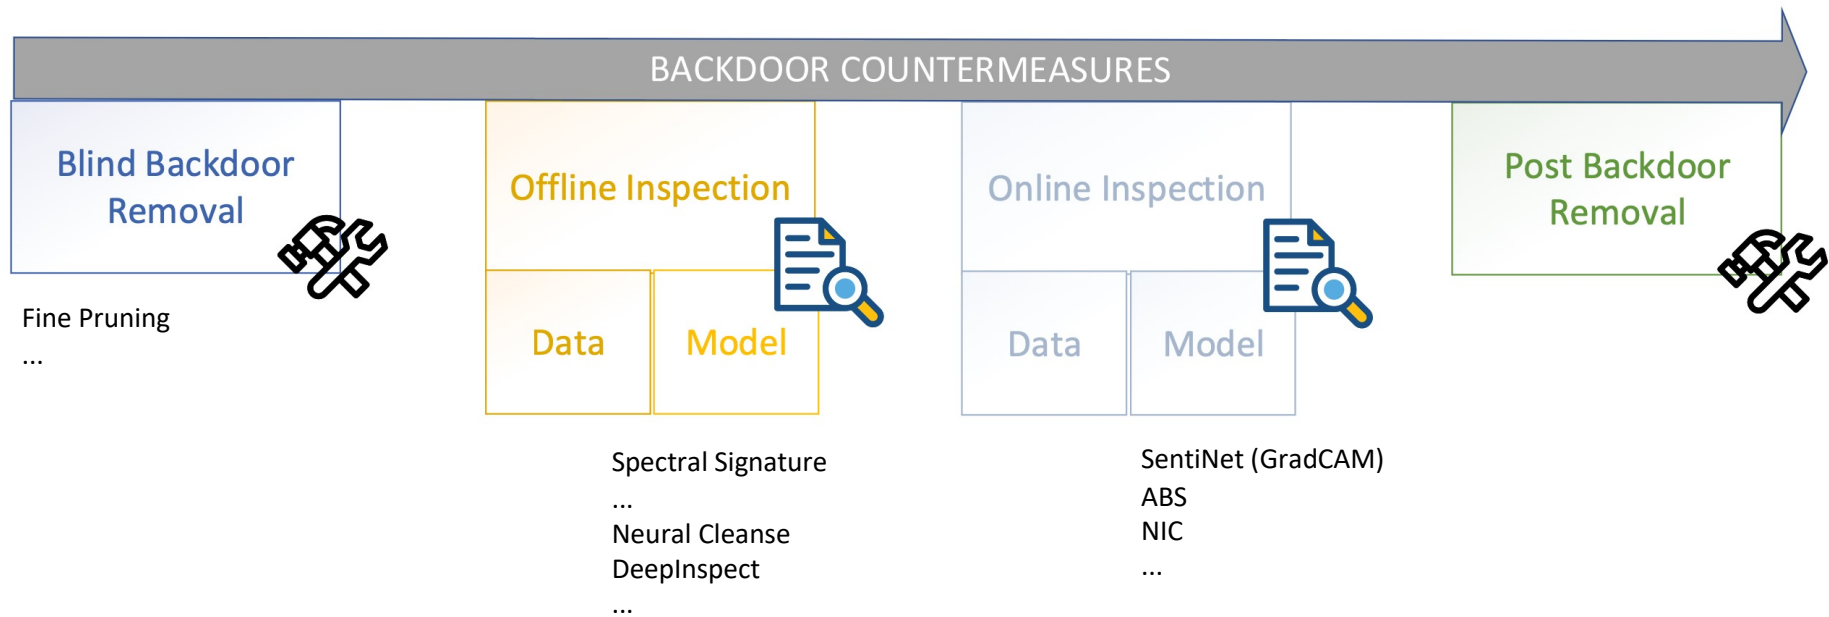 BACKDOOR COUNTERMEASURES
Blind Backdoor
Removal
Fine Pruning
...
Offline Inspection
Data
Model
Spectral Signature
...
Neural Cleanse
DeepInspect
...
Online Inspection
Data
Model
SentiNet (GradCAM)
ABS
NIC
...
Post Backdoor
Removal